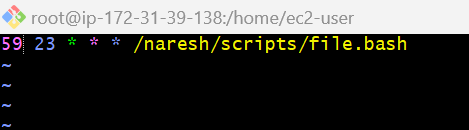 root@ip-172-31-39-138:/home/ec2-user
59 23 * * * /naresh/scripts/file.bash
~
~
~
~